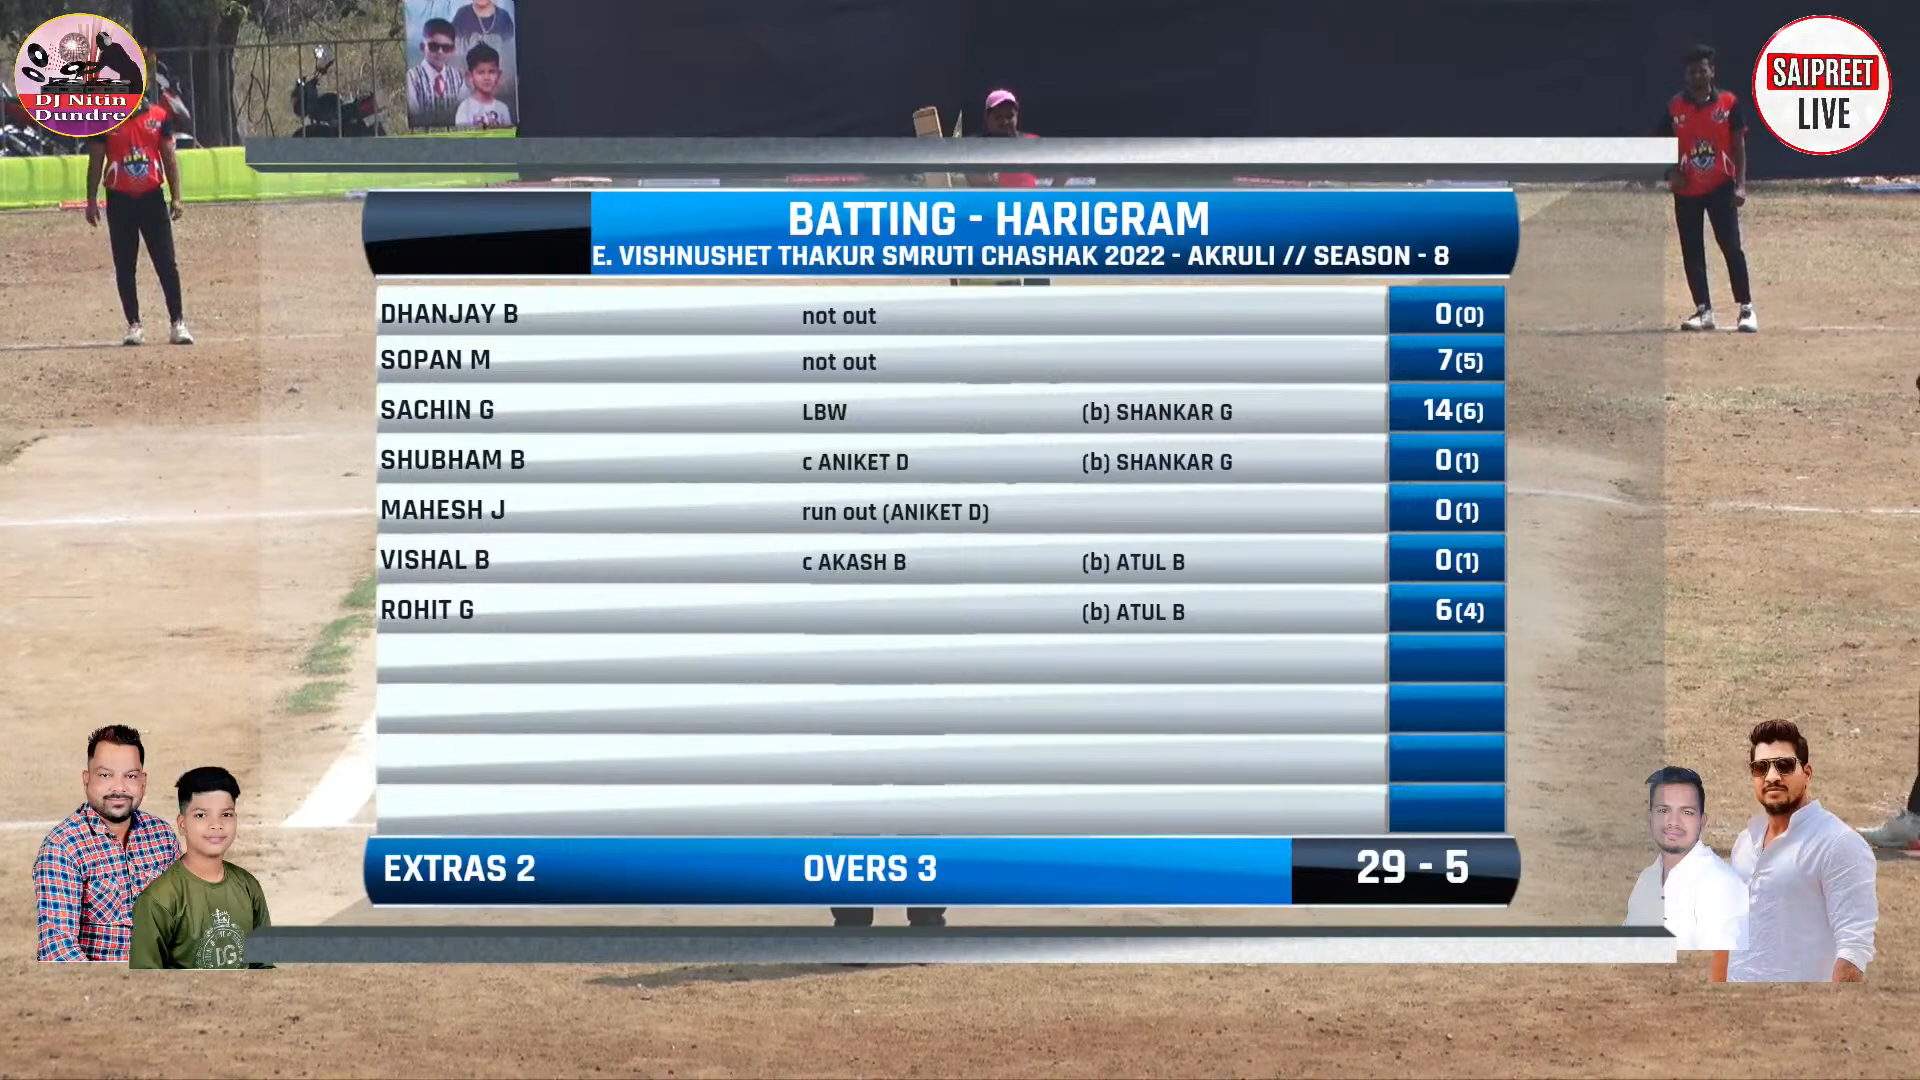 DJ Nitin
Dundre
SAIPREET
LIVE
BATTING - HARIGRAM
E. VISHNUSHET THAKUR SMRUTI CHASHAK 2022 - AKRULI // SEASON - 8
DHANJAY B not out 0 (0)
SOPAN M not out 7 (5)
SACHIN G LBW (b) SHANKAR G 14 (6)
SHUBHAM B c ANIKET D (b) SHANKAR G 0 (1)
MAHESH J run out (ANIKET D) 0 (1)
VISHAL B c AKASH B (b) ATUL B 0 (1)
ROHIT G (b) ATUL B 6 (4)
EXTRAS 2 OVERS 3 29 - 5
DG